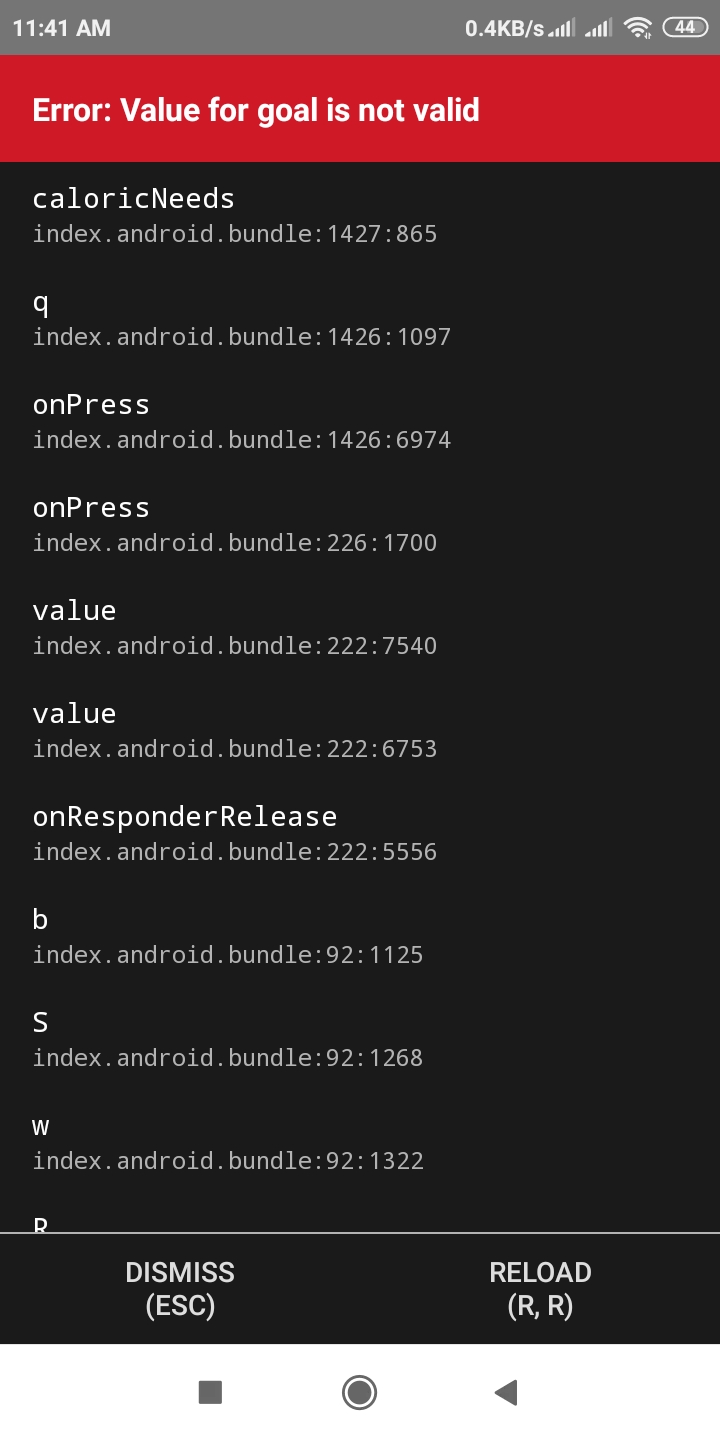 11:41 AM 0.4KB/s 44
Error: Value for goal is not valid
caloricNeeds
index.android.bundle:1427:865
q
index.android.bundle:1426:1097
onPress
index.android.bundle:1426:6974
onPress
index.android.bundle:226:1700
value
index.android.bundle:222:7540
value
index.android.bundle:222:6753
onResponderRelease
index.android.bundle:222:5556
b
index.android.bundle:92:1125
S
index.android.bundle:92:1268
w
index.android.bundle:92:1322
R
DISMISS
(ESC)
RELOAD
(R, R)